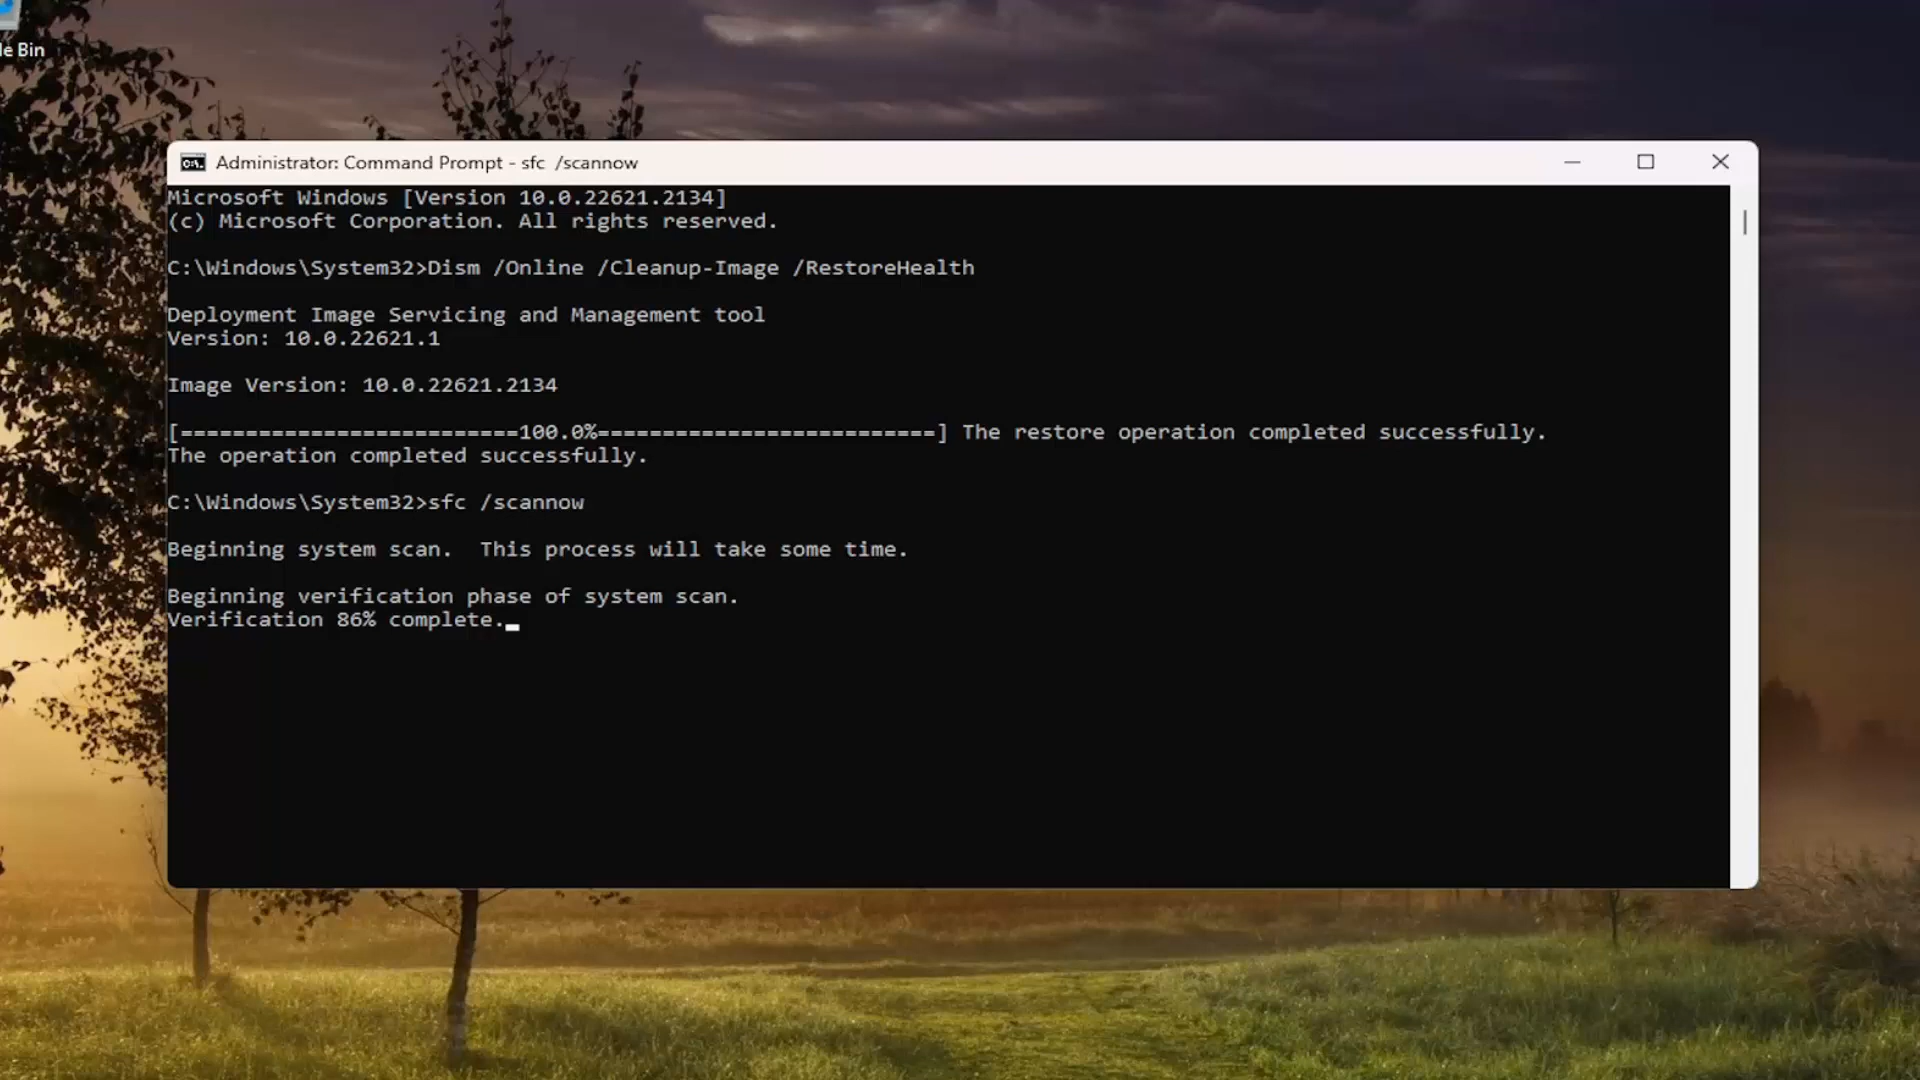 le Bin
Administrator: Command Prompt - sfc  /scannow
Microsoft Windows [Version 10.0.22621.2134]
(c) Microsoft Corporation. All rights reserved.
C:\Windows\System32>Dism /Online /Cleanup-Image /RestoreHealth
Deployment Image Servicing and Management tool
Version: 10.0.22621.1
Image Version: 10.0.22621.2134
[==========================100.0%==========================] The restore operation completed successfully.
The operation completed successfully.
C:\Windows\System32>sfc /scannow
Beginning system scan.  This process will take some time.
Beginning verification phase of system scan.
Verification 86% complete.